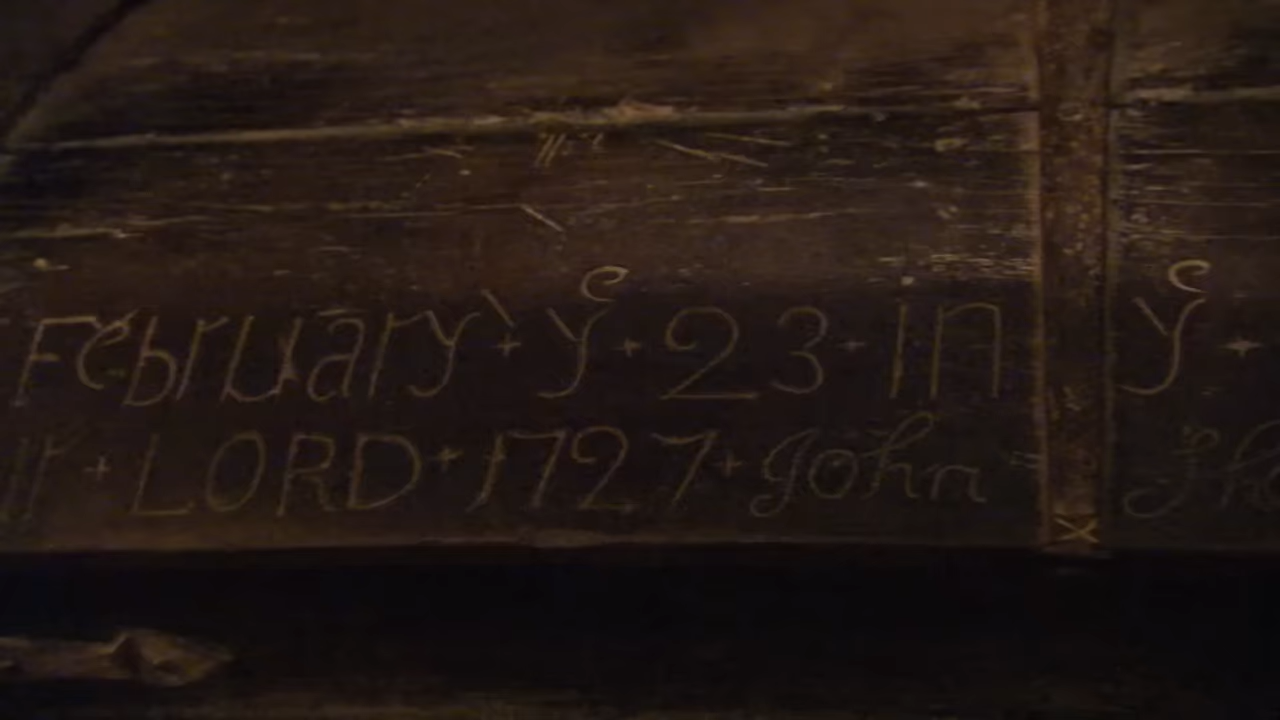 February + yͤ + 23 + in yͤ +
r + LORD + 1727 + John